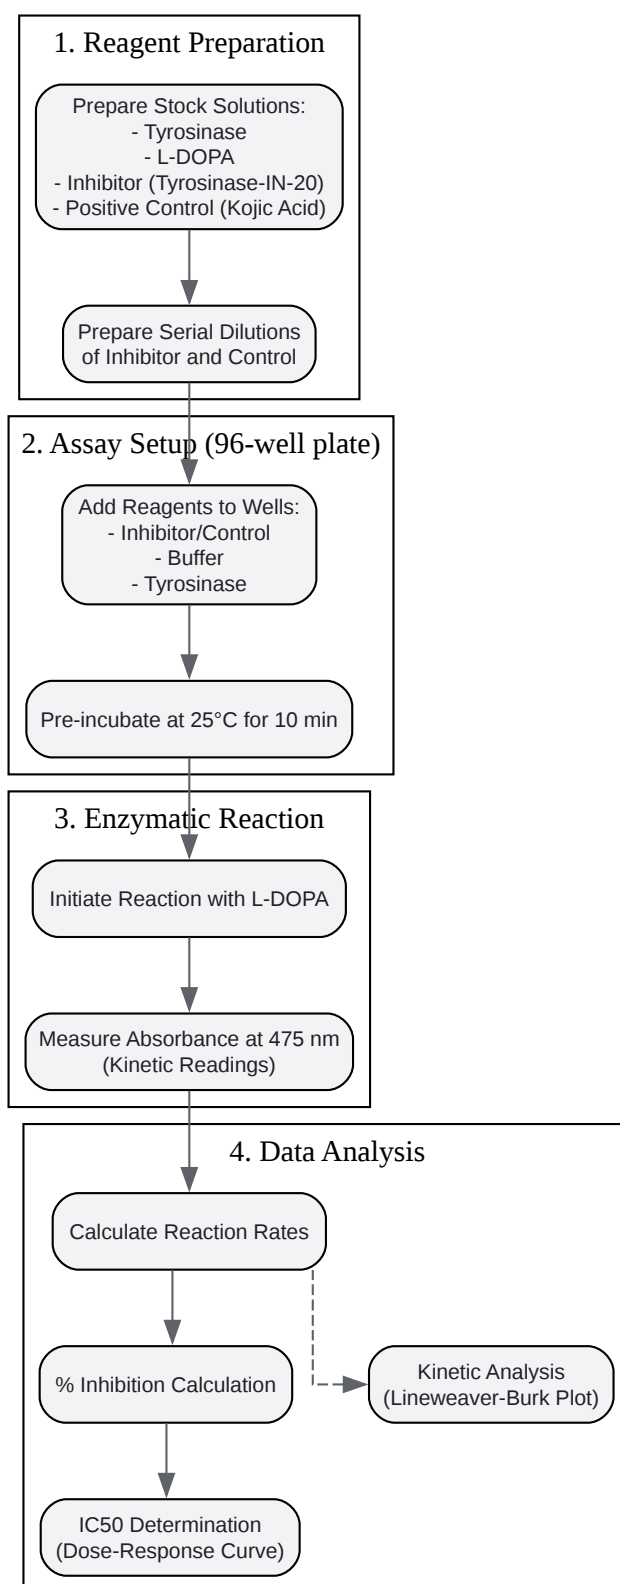 1. Reagent Preparation
Prepare Stock Solutions:
- Tyrosinase
- L-DOPA
- Inhibitor (Tyrosinase-IN-20)
- Positive Control (Kojic Acid)
Prepare Serial Dilutions
of Inhibitor and Control
2. Assay Setup (96-well plate)
Add Reagents to Wells:
- Inhibitor/Control
- Buffer
- Tyrosinase
Pre-incubate at 25°C for 10 min
3. Enzymatic Reaction
Initiate Reaction with L-DOPA
Measure Absorbance at 475 nm
(Kinetic Readings)
4. Data Analysis
Calculate Reaction Rates
% Inhibition Calculation
Kinetic Analysis
(Lineweaver-Burk Plot)
IC50 Determination
(Dose-Response Curve)